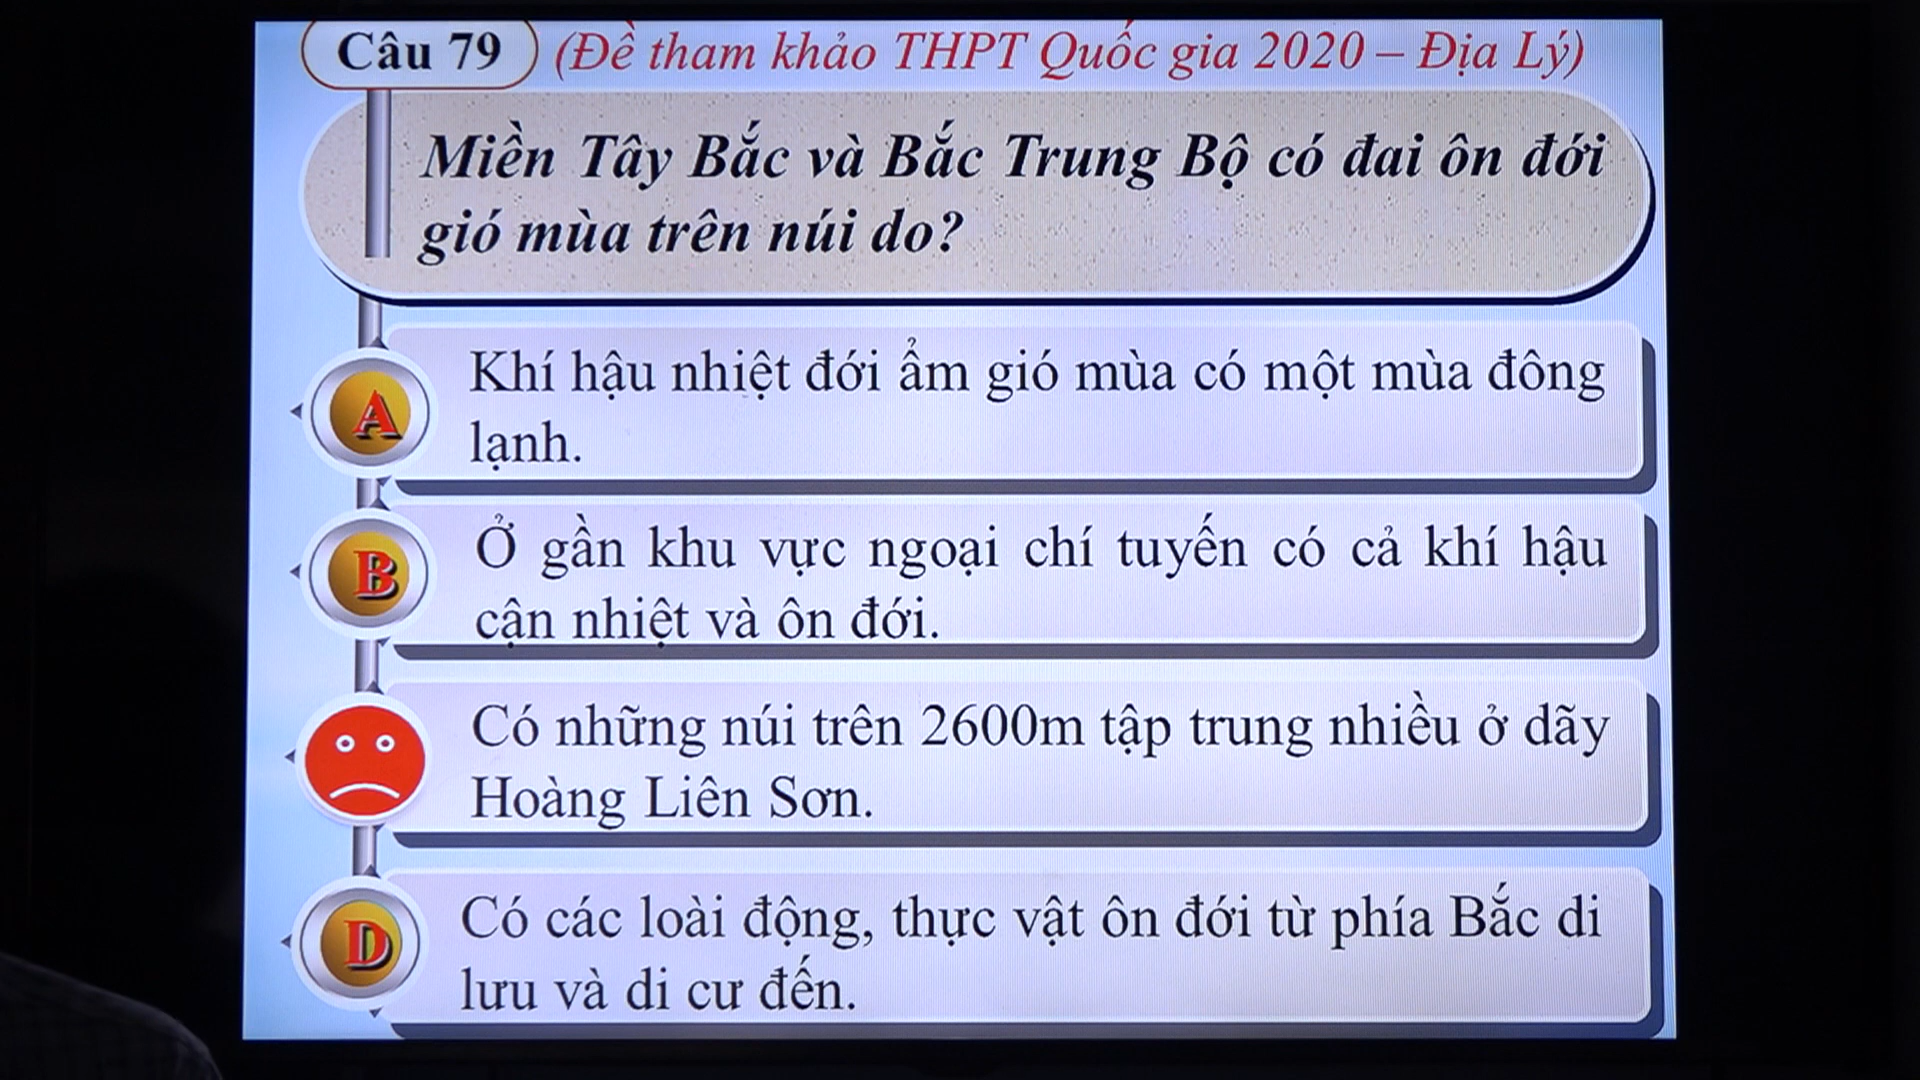 Câu 79 (Đề tham khảo THPT Quốc gia 2020 – Địa Lý)
Miền Tây Bắc và Bắc Trung Bộ có đai ôn đới
gió mùa trên núi do?
A Khí hậu nhiệt đới ẩm gió mùa có một mùa đông
lạnh.
B Ở gần khu vực ngoại chí tuyến có cả khí hậu
cận nhiệt và ôn đới.
Có những núi trên 2600m tập trung nhiều ở dãy
Hoàng Liên Sơn.
D Có các loài động, thực vật ôn đới từ phía Bắc di
lưu và di cư đến.